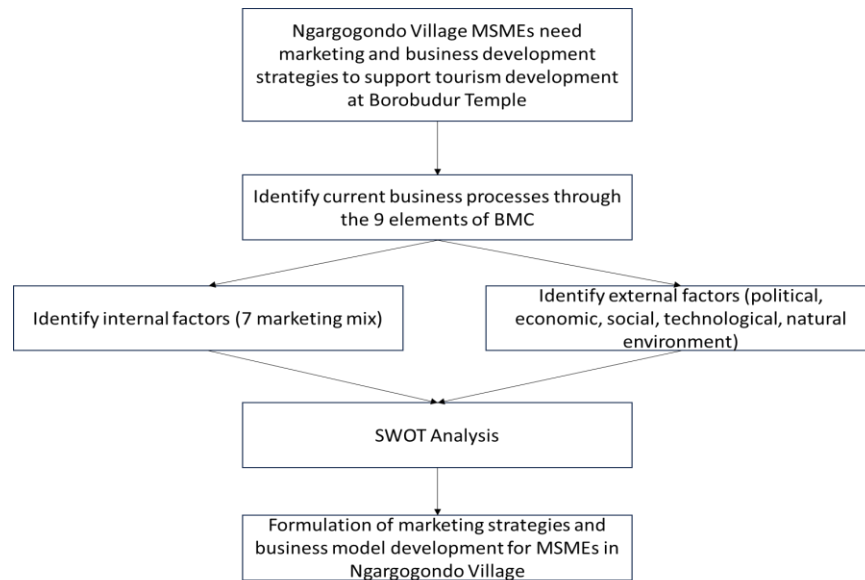 Ngargogondo Village MSMEs need
marketing and business development
strategies to support tourism development
at Borobudur Temple
Identify current business processes through
the 9 elements of BMC
Identify internal factors (7 marketing mix)
Identify external factors (political,
economic, social, technological, natural
environment)
SWOT Analysis
Formulation of marketing strategies and
business model development for MSMEs in
Ngargogondo Village